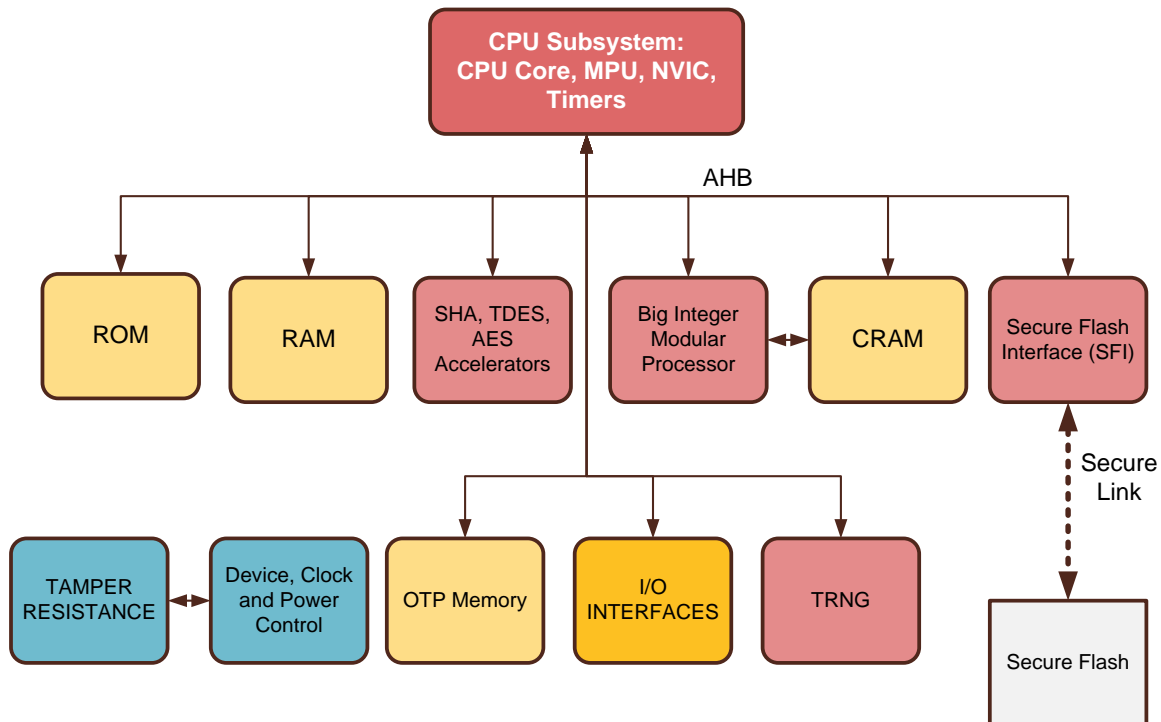 CPU Subsystem:
CPU Core, MPU, NVIC,
Timers
AHB
ROM
RAM
SHA, TDES,
AES
Accelerators
Big Integer
Modular
Processor
CRAM
Secure Flash
Interface (SFI)
Secure
Link
TAMPER
RESISTANCE
Device, Clock
and Power
Control
OTP Memory
I/O
INTERFACES
TRNG
Secure Flash